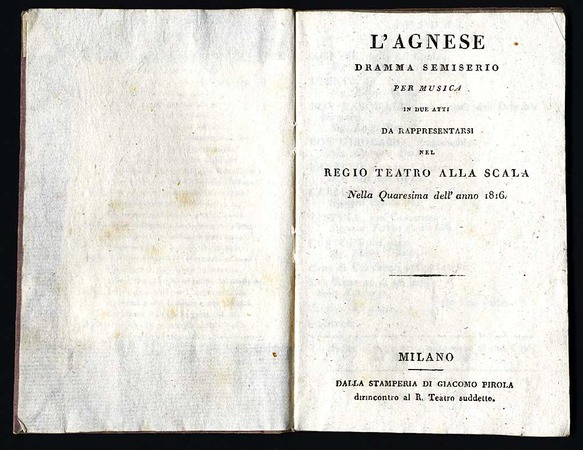 L'AGNESE
DRAMMA SEMISERIO
PER MUSICA
IN DUE ATTI
DA RAPPRESENTARSI
NEL
REGIO TEATRO ALLA SCALA
Nella Quaresima dell' anno 1816.
MILANO
DALLA STAMPERIA DI GIACOMO PIROLA
dirincontro al R. Teatro suddetto.